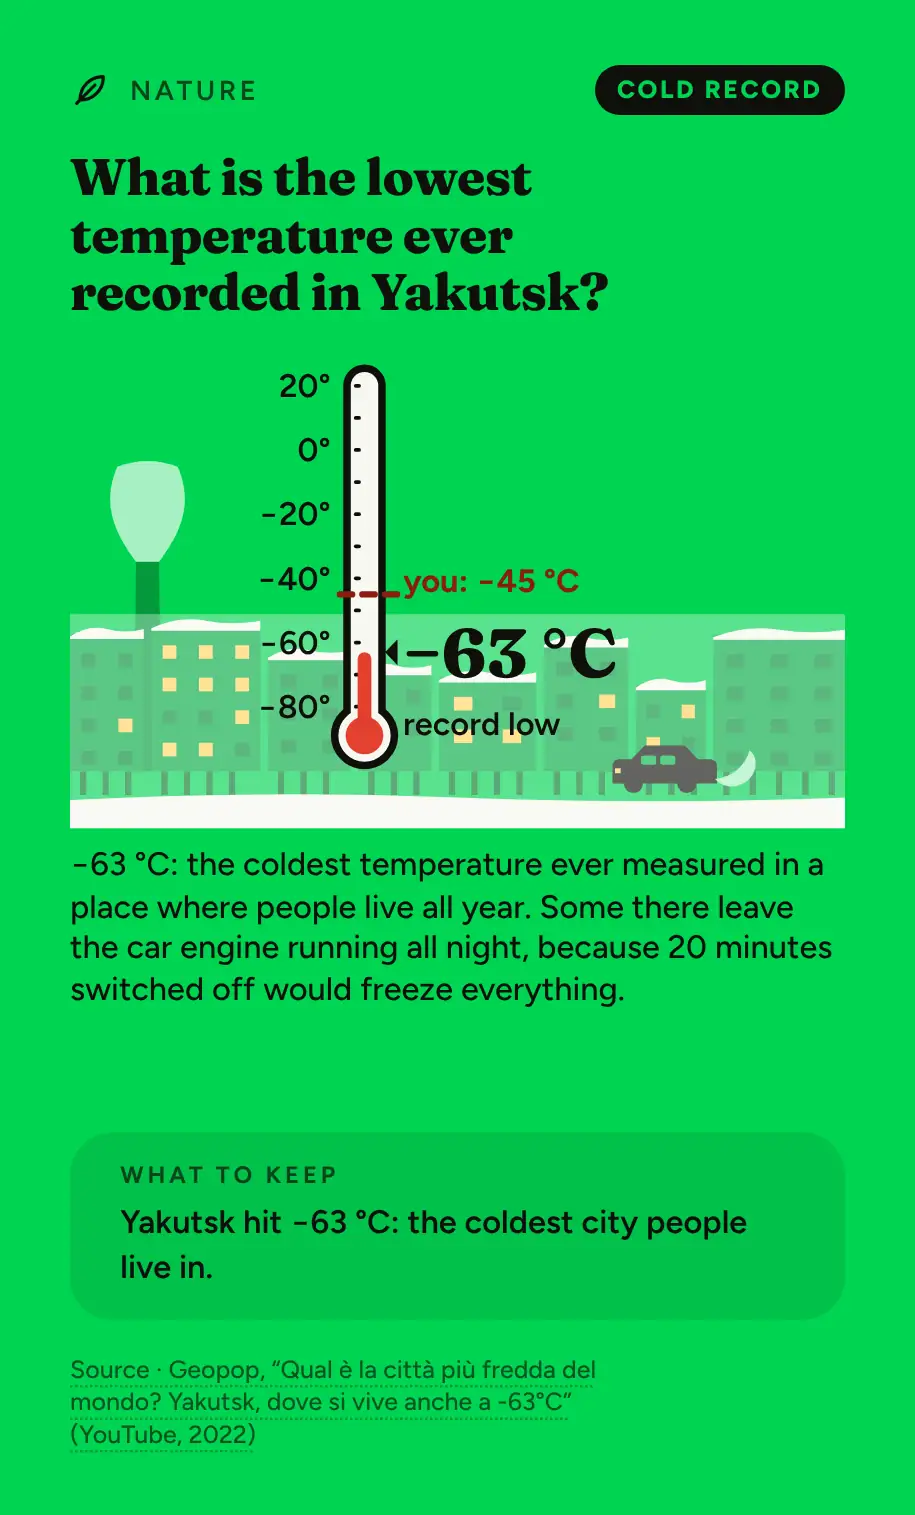 NATURE
COLD RECORD
What is the lowest
temperature ever
recorded in Yakutsk?
20°
0°
−20°
−40°
you: −45 °C
−60°
−63 °C
−80°
record low
−63 °C: the coldest temperature ever measured in a
place where people live all year. Some there leave
the car engine running all night, because 20 minutes
switched off would freeze everything.
WHAT TO KEEP
Yakutsk hit −63 °C: the coldest city people
live in.
Source · Geopop, “Qual è la città più fredda del
mondo? Yakutsk, dove si vive anche a -63°C”
(YouTube, 2022)